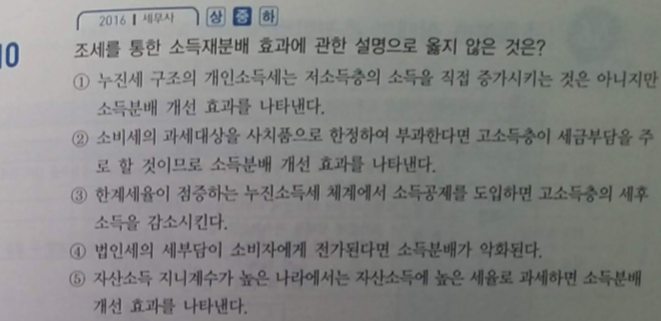 2016 | 세무사 상 중 하
10 조세를 통한 소득재분배 효과에 관한 설명으로 옳지 않은 것은?
① 누진세 구조의 개인소득세는 저소득층의 소득을 직접 증가시키는 것은 아니지만
소득분배 개선 효과를 나타낸다.
② 소비세의 과세대상을 사치품으로 한정하여 부과한다면 고소득층이 세금부담을 주
로 할 것이므로 소득분배 개선 효과를 나타낸다.
③ 한계세율이 점증하는 누진소득세 체계에서 소득공제를 도입하면 고소득층의 세후
소득을 감소시킨다.
④ 법인세의 세부담이 소비자에게 전가된다면 소득분배가 악화된다.
⑤ 자산소득 지니계수가 높은 나라에서는 자산소득에 높은 세율로 과세하면 소득분배
개선 효과를 나타낸다.